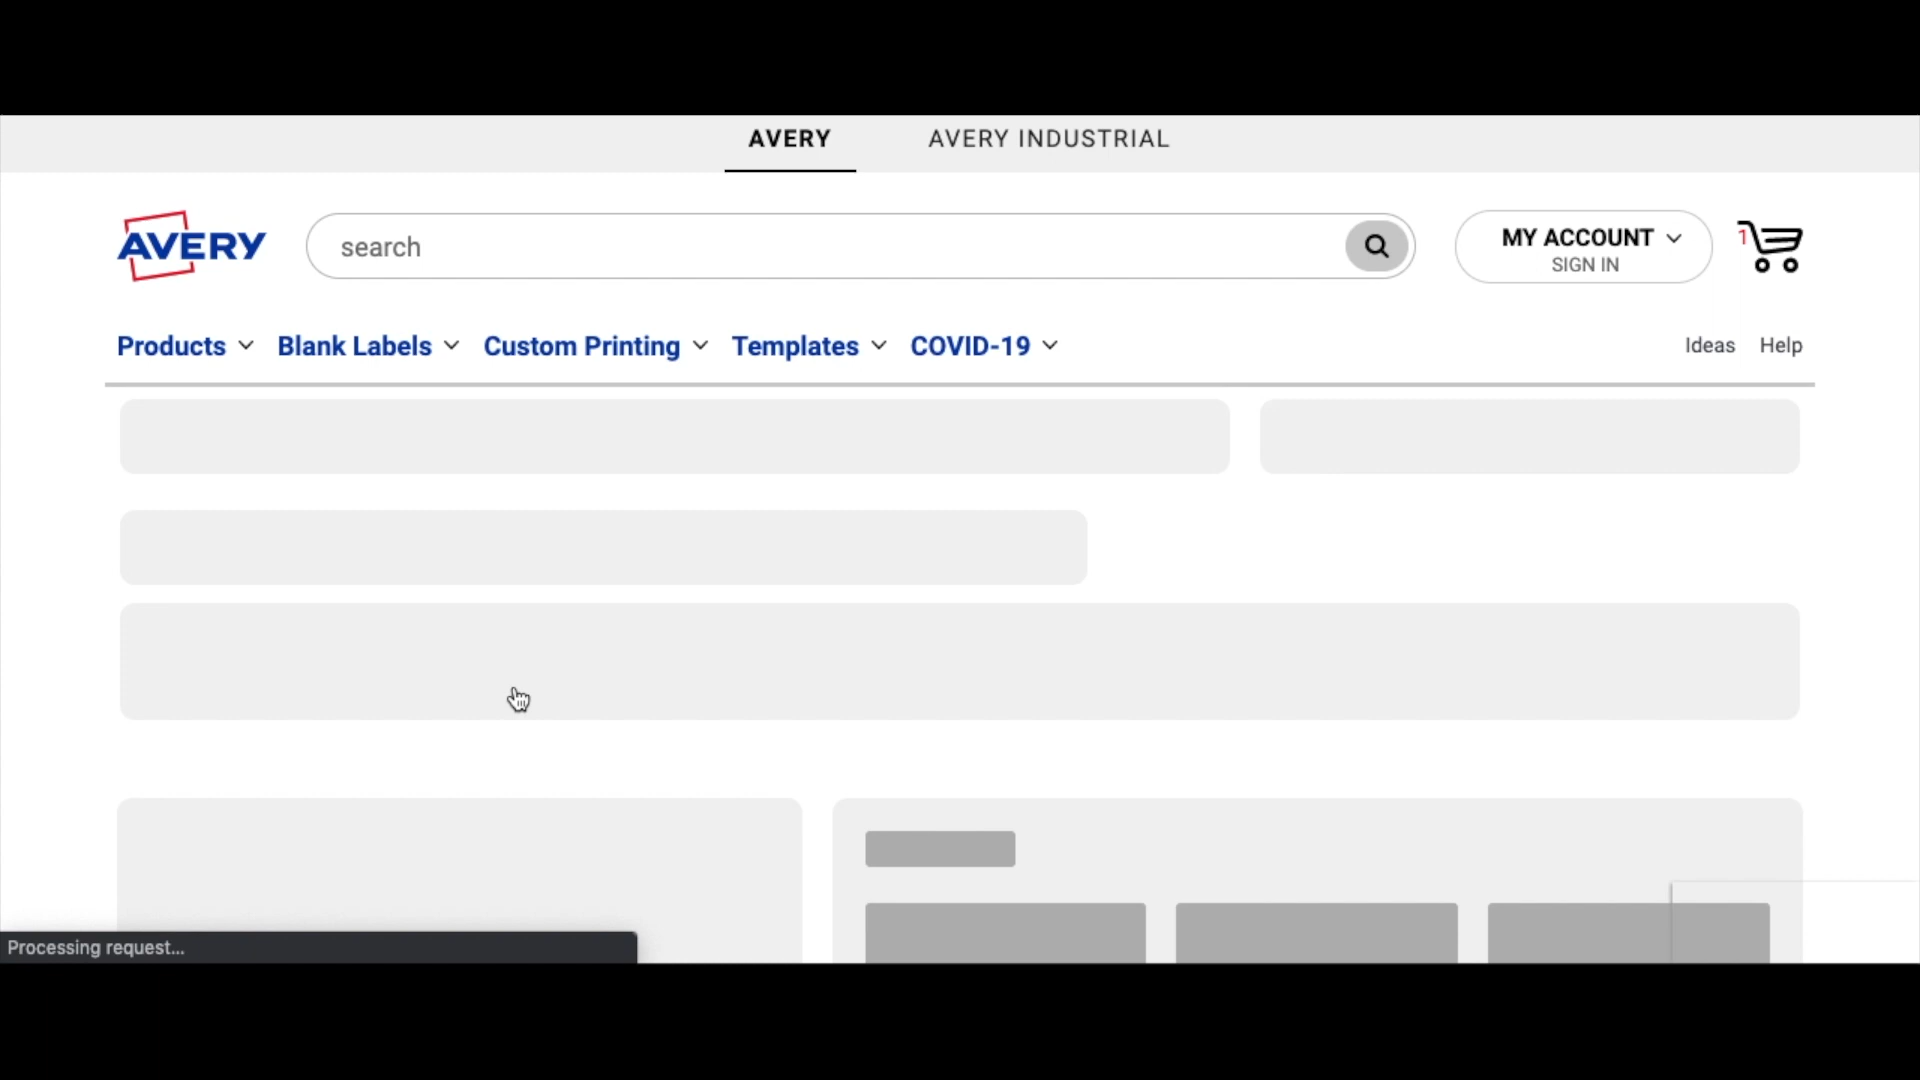 AVERY AVERY INDUSTRIAL
AVERY search MY ACCOUNT 1
SIGN IN
Products Blank Labels Custom Printing Templates COVID-19 Ideas Help
Processing request...